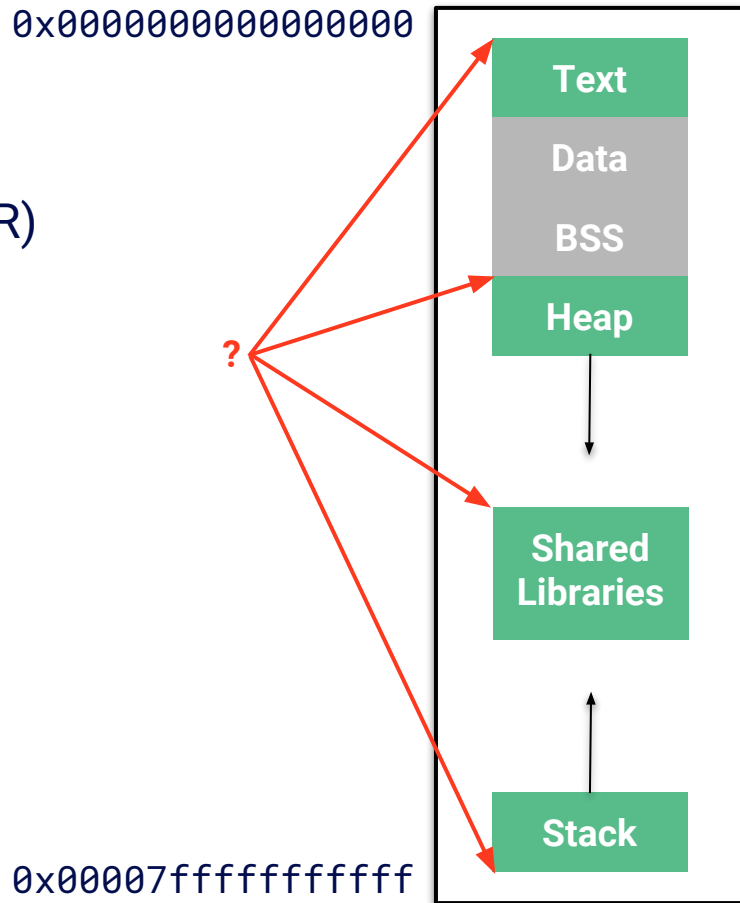 0x0000000000000000
Text
Data
R)
BSS
Heap
?
Shared
Libraries
Stack
0x00007fffffffffff